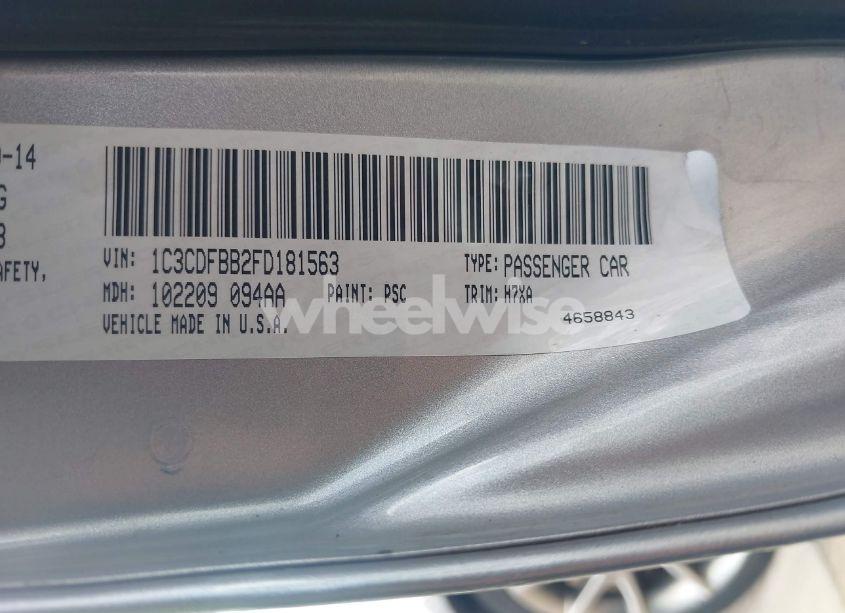 -14
G
AFETY,
VIN: 1C3CDFBB2FD181563 TYPE: PASSENGER CAR
MDH: 102209 094AA PAINT: PSC TRIM: H7XA
VEHICLE MADE IN U.S.A. 4658843
wheelwise